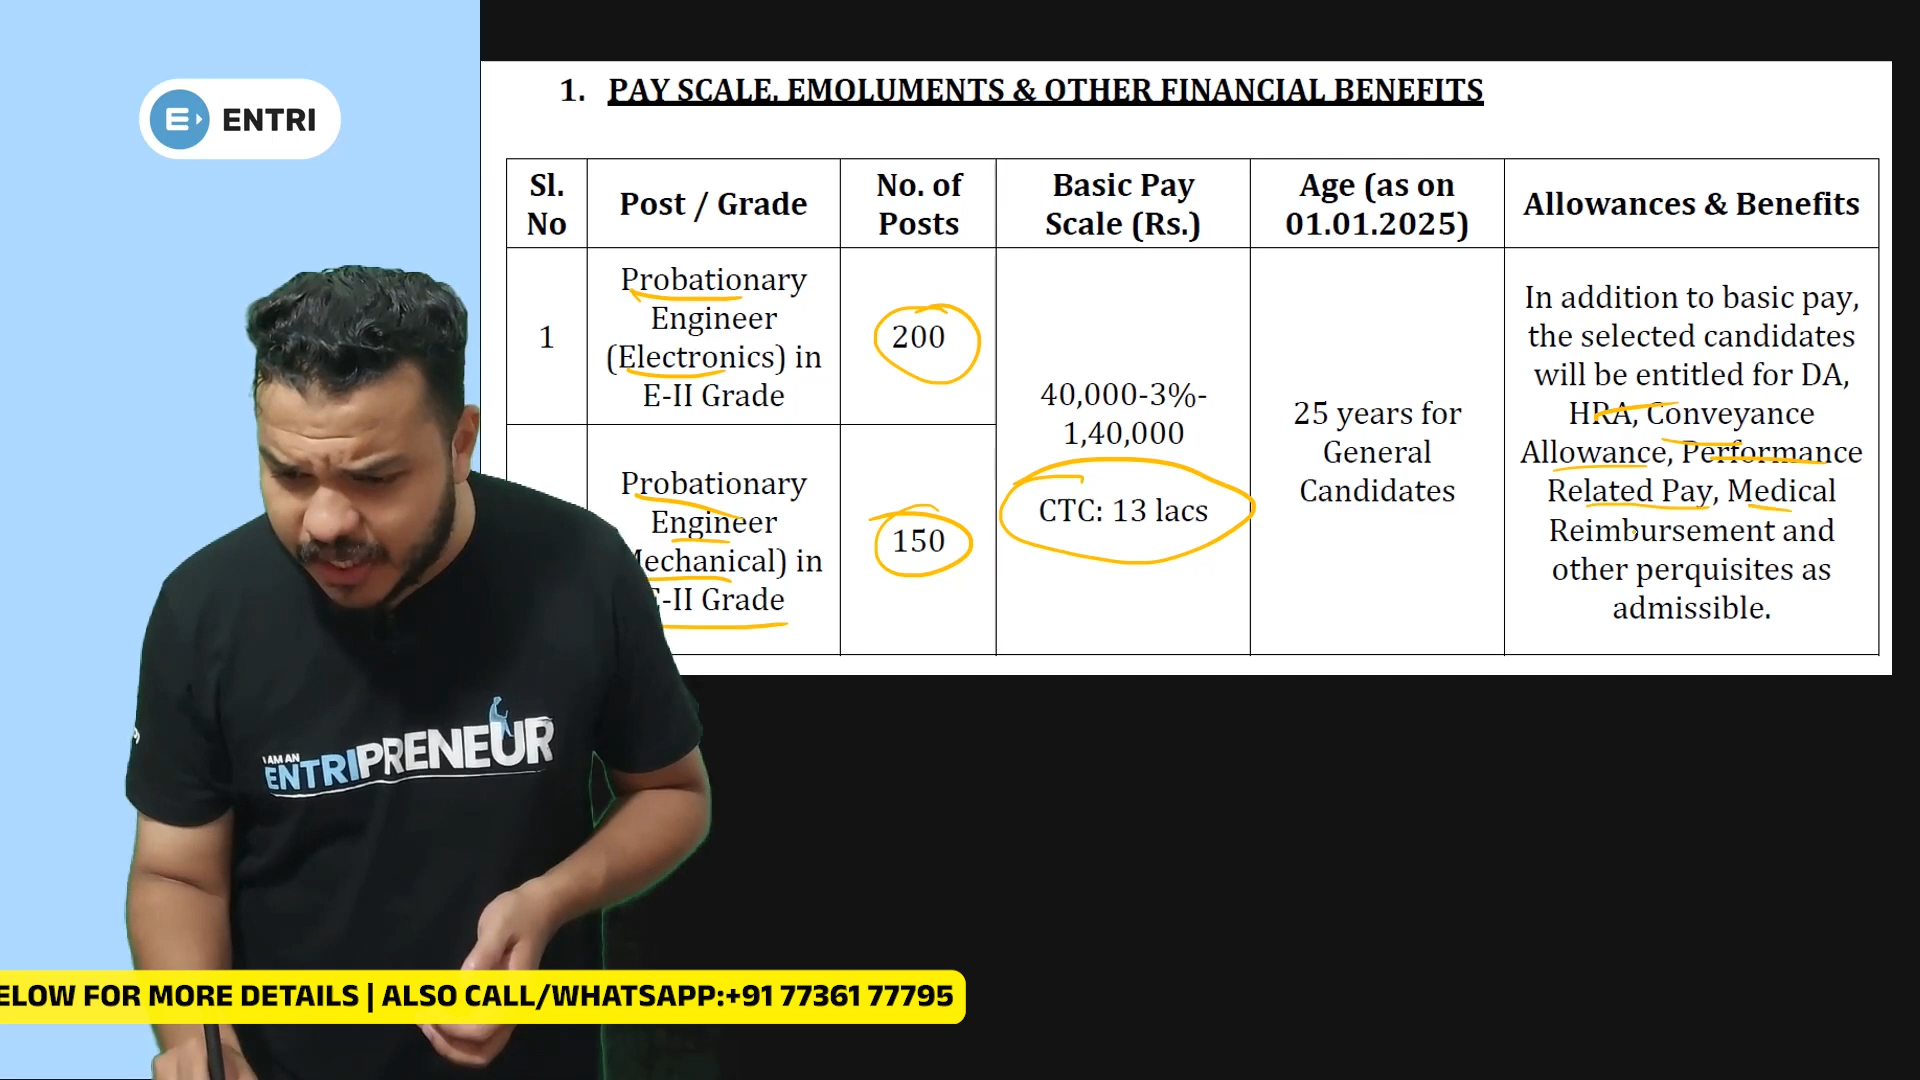 ENTRI
1. PAY SCALE, EMOLUMENTS & OTHER FINANCIAL BENEFITS
Sl.
No
Post / Grade
No. of
Posts
Basic Pay
Scale (Rs.)
Age (as on
01.01.2025)
Allowances & Benefits
1
Probationary
Engineer
(Electronics) in
E-II Grade
200
Probationary
Engineer
Mechanical) in
E-II Grade
150
40,000-3%-
1,40,000
CTC: 13 lacs
25 years for
General
Candidates
In addition to basic pay,
the selected candidates
will be entitled for DA,
HRA, Conveyance
Allowance, Performance
Related Pay, Medical
Reimbursement and
other perquisites as
admissible.
I AM AN
ENTRIPRENEUR
ELOW FOR MORE DETAILS | ALSO CALL/WHATSAPP:+91 77361 77795